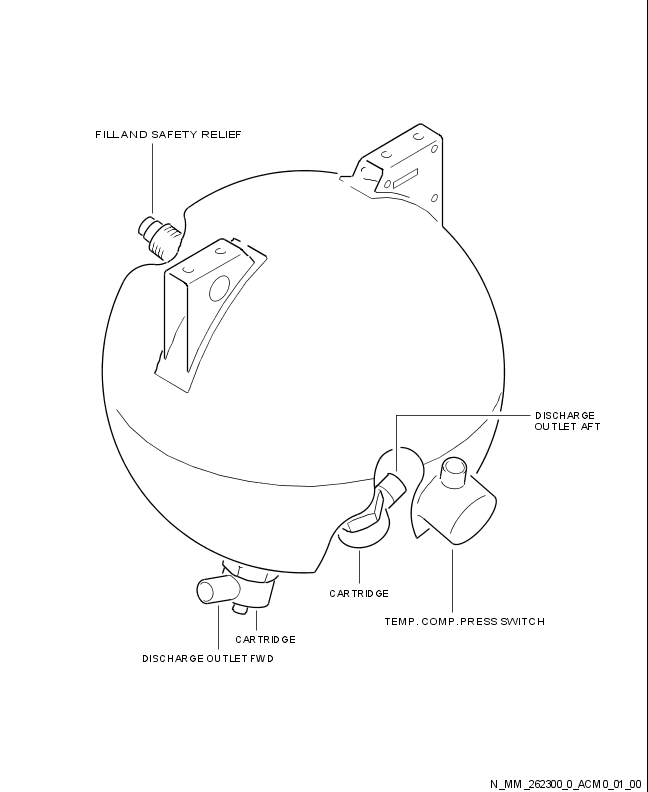 FILL AND SAFETY RELIEF
DISCHARGE
OUTLET AFT
CARTRIDGE
TEMP. COMP. PRESS SWITCH
CARTRIDGE
DISCHARGE OUTLET FWD
N_MM_262300_0_ACM0_01_00